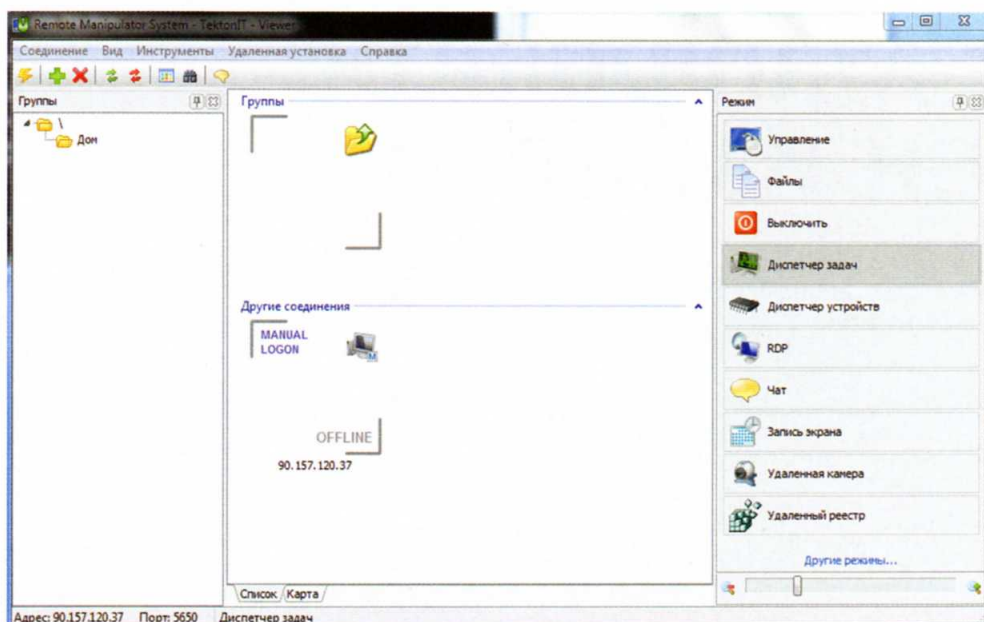 Remote Manipulator System - TektonIT - Viewer
Соединение Вид Инструменты Удаленная установка Справка
Группы
\
Дом
Группы
Другие соединения
MANUAL
LOGON
OFFLINE
90.157.120.37
Список Карта
Режим
Управление
Файлы
Выключить
Диспетчер задач
Диспетчер устройств
RDP
Чат
Запись экрана
Удаленная камера
Удаленный реестр
Другие режимы...
Адрес: 90.157.120.37 Порт: 5650 Диспетчер задач